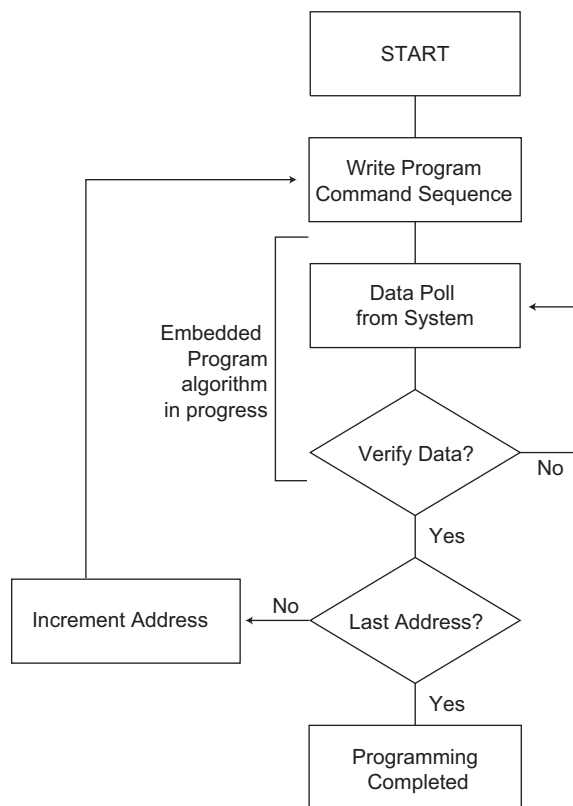 START
Write Program
Command Sequence
Data Poll
from System
Embedded
Program
algorithm
in progress
Verify Data?
No
Yes
No
Increment Address
Last Address?
Yes
Programming
Completed